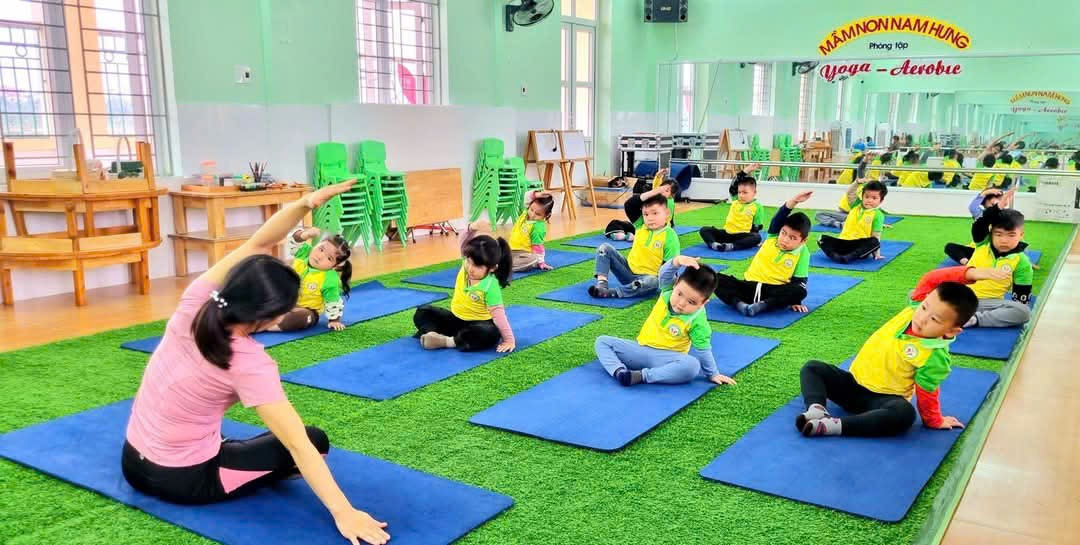 MẦM NON NAM HƯNG
Phòng tập
Yoga - Aerobic